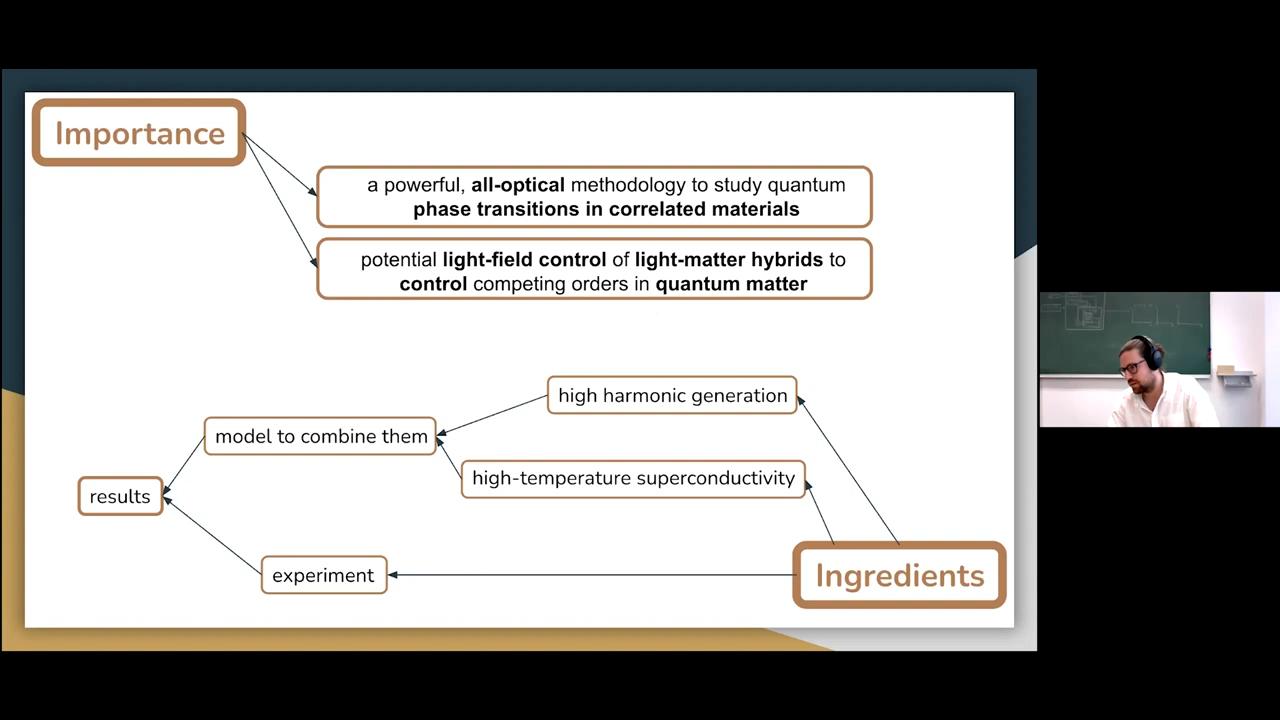 Importance
a powerful, all-optical methodology to study quantum
phase transitions in correlated materials
potential light-field control of light-matter hybrids to
control competing orders in quantum matter
high harmonic generation
model to combine them
high-temperature superconductivity
results
experiment
Ingredients